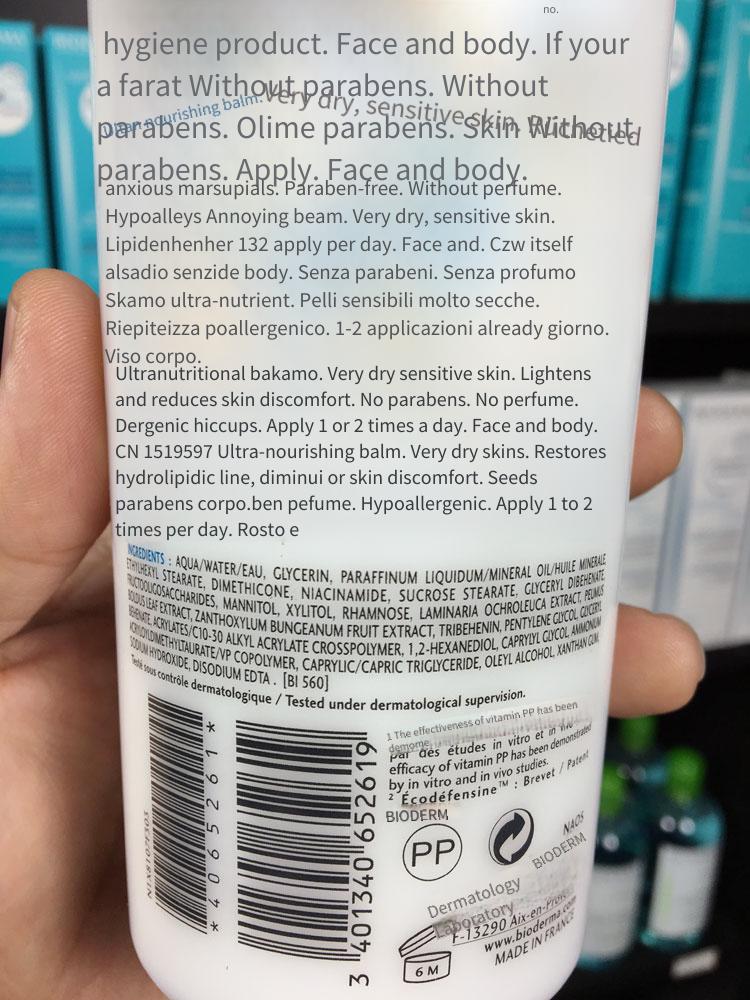 no.
hygiene product. Face and body. If your
a farat Without parabens. Without
nourishing balm. Very dry, sensitive skin.
parabens. Olime parabens. Skin Without
parabens. Apply. Face and body.
anxious marsupials. Paraben-free. Without perfume.
Hypoalleys Annoying beam. Very dry, sensitive skin.
Lipidenhenher 132 apply per day. Face and. Czw itself
alsadio senzide body. Senza parabeni. Senza profumo
Skamo ultra-nutrient. Pelli sensibili molto secche.
Riepiteizza poallergenico. 1-2 applicazioni already giorno.
Viso corpo.
Ultranutritional bakamo. Very dry sensitive skin. Lightens
and reduces skin discomfort. No parabens. No perfume.
Dergenic hiccups. Apply 1 or 2 times a day. Face and body.
CN 1519597 Ultra-nourishing balm. Very dry skins. Restores
hydrolipidic line, diminui or skin discomfort. Seeds
parabens corpo.ben pefume. Hypoallergenic. Apply 1 to 2
times per day. Rosto e
INGREDIENTS : AQUA/WATER/EAU, GLYCERIN, PARAFFINUM LIQUIDUM/MINERAL OIL/HUILE MINERALE
ETHYLHEXYL STEARATE, DIMETHICONE, NIACINAMIDE, SUCROSE STEARATE, GLYCERYL DIBEHENATE,
FRUCTOOLIGOSACCHARIDES, MANNITOL, XYLITOL, RHAMNOSE, LAMINARIA OCHROLEUCA EXTRACT, PEUMUS
BOLDUS LEAF EXTRACT, ZANTHOXYLUM BUNGEANUM FRUIT EXTRACT, TRIBEHENIN, PENTYLENE GLYCOL, GLYCERYL
BEHENATE, ACRYLATES/C10-30 ALKYL ACRYLATE CROSSPOLYMER, 1,2-HEXANEDIOL, CAPRYLYL GLYCOL, AMMONIUM
ACRYLOYLDIMETHYLTAURATE/VP COPOLYMER, CAPRYLIC/CAPRIC TRIGLYCERIDE, OLEYL ALCOHOL, XANTHAN GUM,
SODIUM HYDROXIDE, DISODIUM EDTA . [BI 560]
Testé sous contrôle dermatologique / Tested under dermatological supervision.
1 The effectiveness of vitamin PP has been
demome
par des études in vitro et in
efficacy of vitamin PP has been demonstrated
by in vitro and in vivo studies.
² Écodéfensine™ : Brevet / Patent
BIODERM
PP
NAOS
BIODERM
Dermatology
Laboratory
F-13290 Aix-en-
www.bioderma.com
MADE IN FRANCE
6 M
*4065261*
3 401340 652619